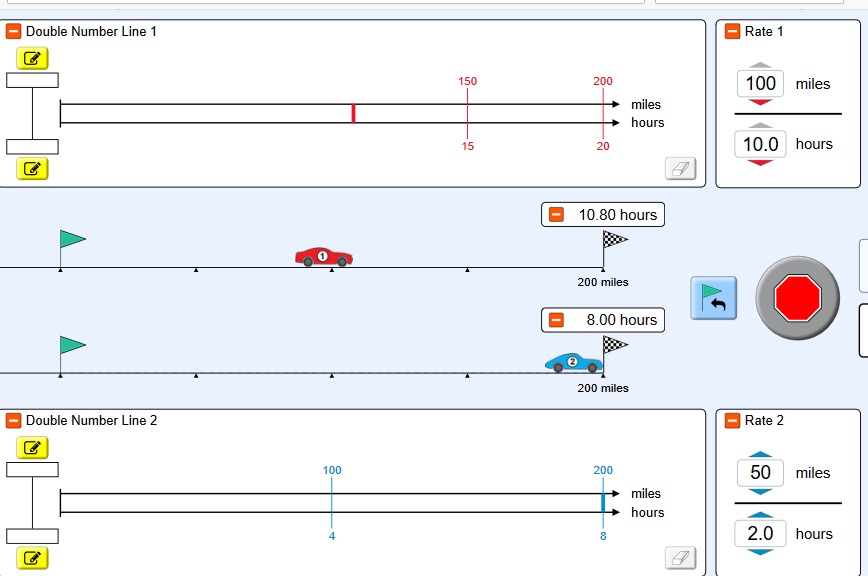 Double Number Line 1
150 200
miles
hours
15 20
Rate 1
100 miles
10.0 hours
10.80 hours
1
200 miles
8.00 hours
2
200 miles
Double Number Line 2
100 200
miles
hours
4 8
Rate 2
50 miles
2.0 hours